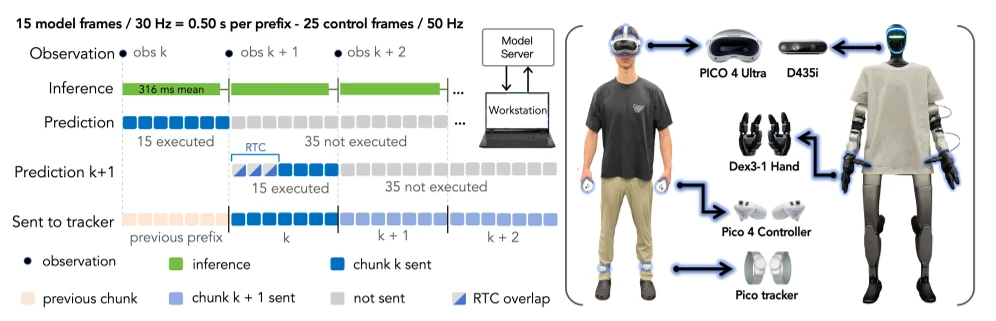 15 model frames / 30 Hz = 0.50 s per prefix - 25 control frames / 50 Hz
Observation
obs k
obs k + 1
obs k + 2
Inference
316 ms mean
...
Prediction
...
15 executed
35 not executed
RTC
Prediction k+1
15 executed
35 not executed
Sent to tracker
previous prefix
k
k + 1
k + 2
observation
inference
chunk k sent
previous chunk
chunk k + 1 sent
not sent
RTC overlap
Model
Server
Workstation
PICO 4 Ultra
D435i
Dex3-1 Hand
Pico 4 Controller
Pico tracker